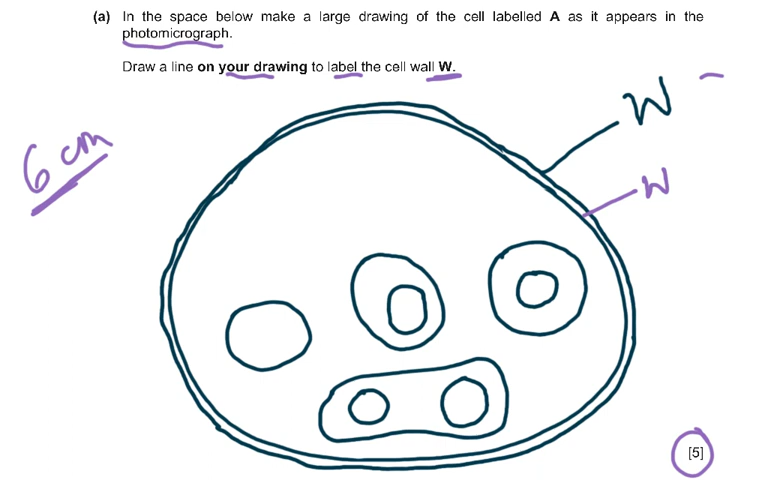 (a) In the space below make a large drawing of the cell labelled A as it appears in the
photomicrograph.
Draw a line on your drawing to label the cell wall W.
W
6 cm
W
[5]